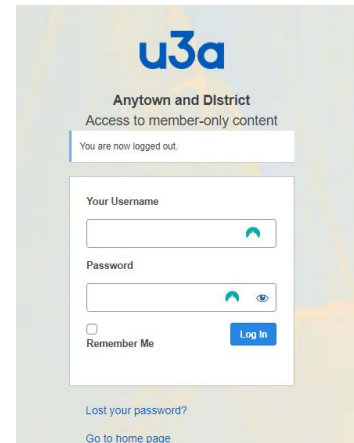 u3a
Anytown and DIstrict
Access to member-only content
You are now logged out.
Your Username
Password
Remember Me
Log In
Lost your password?
Go to home page